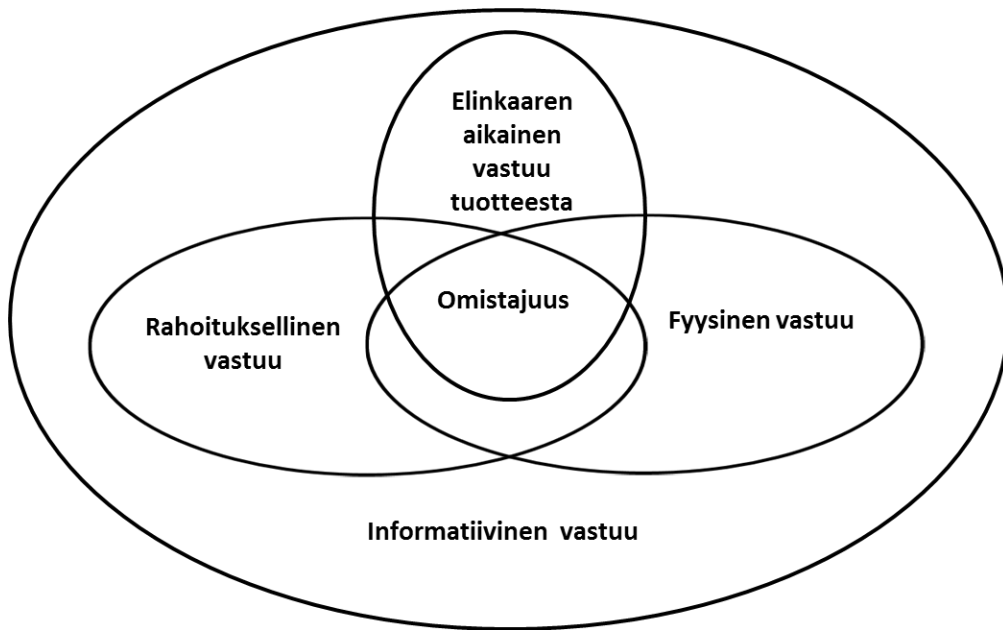 Elinkaaren
aikainen
vastuu
tuotteesta
Omistajuus
Rahoituksellinen
vastuu
Fyysinen vastuu
Informatiivinen vastuu